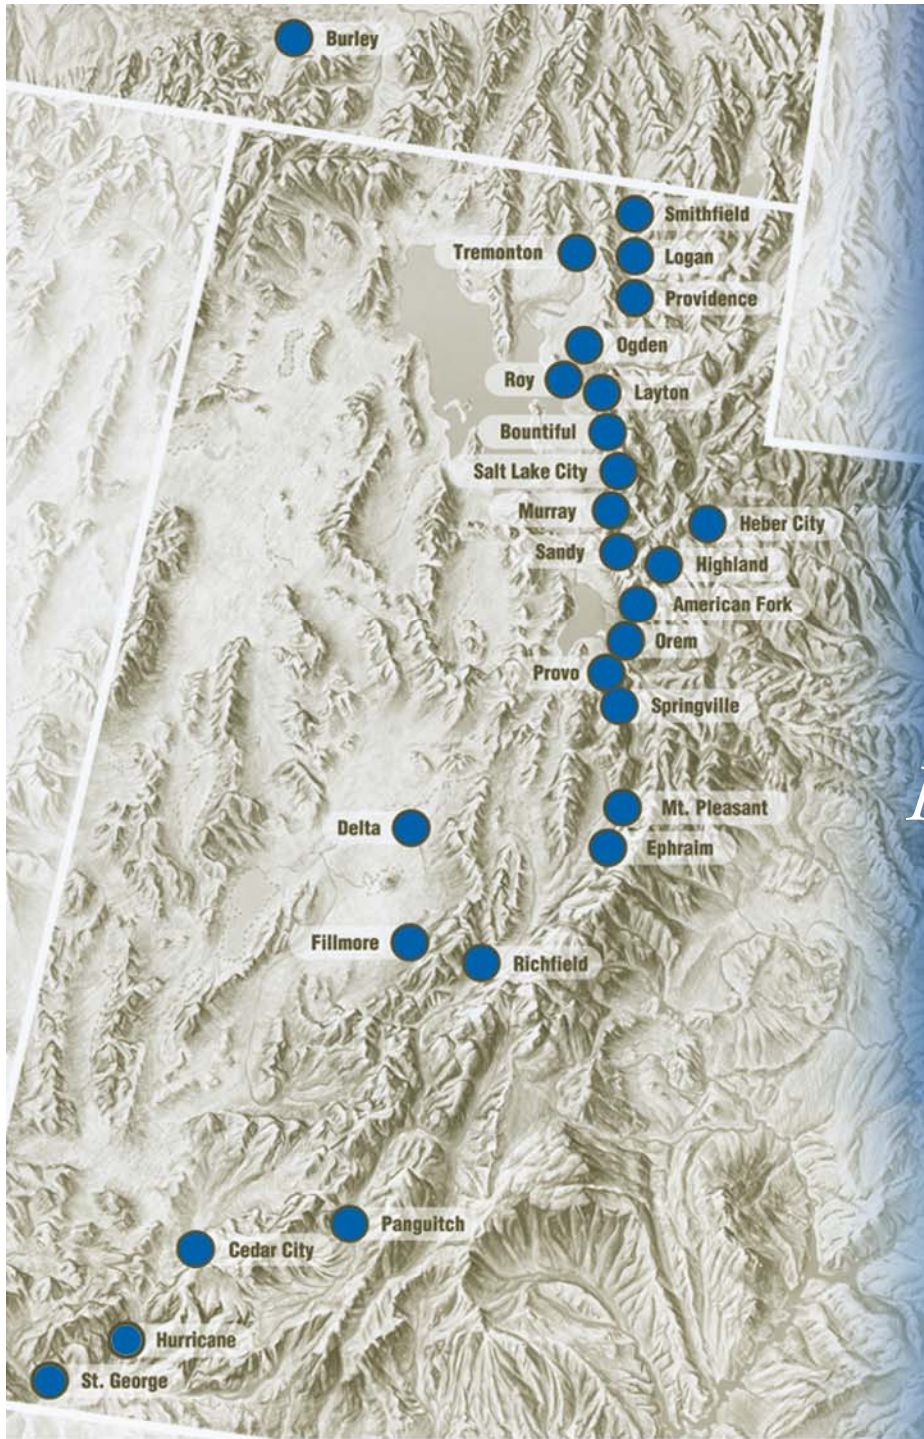 Burley
Smithfield
Tremonton
Logan
Providence
Ogden
Roy
Layton
Bountiful
Salt Lake City
Murray
Heber City
Sandy
Highland
American Fork
Orem
Provo
Springville
Mt. Pleasant
Delta
Ephraim
Fillmore
Richfield
Panguitch
Cedar City
Hurricane
St. George